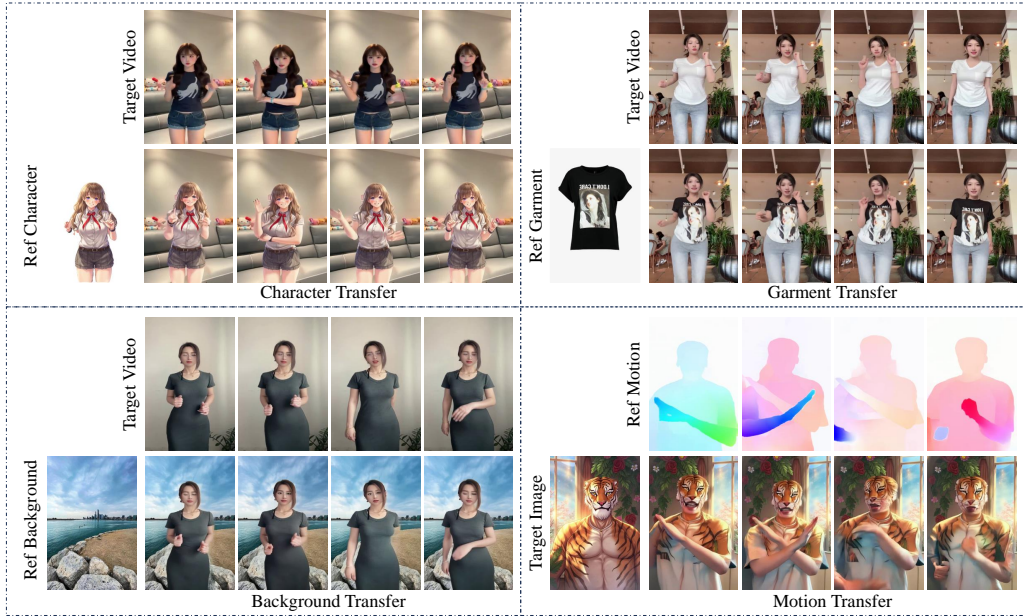 Target Video
Ref Character
Character Transfer
Target Video
Ref Garment
Garment Transfer
Target Video
Ref Background
Background Transfer
Ref Motion
Target Image
Motion Transfer